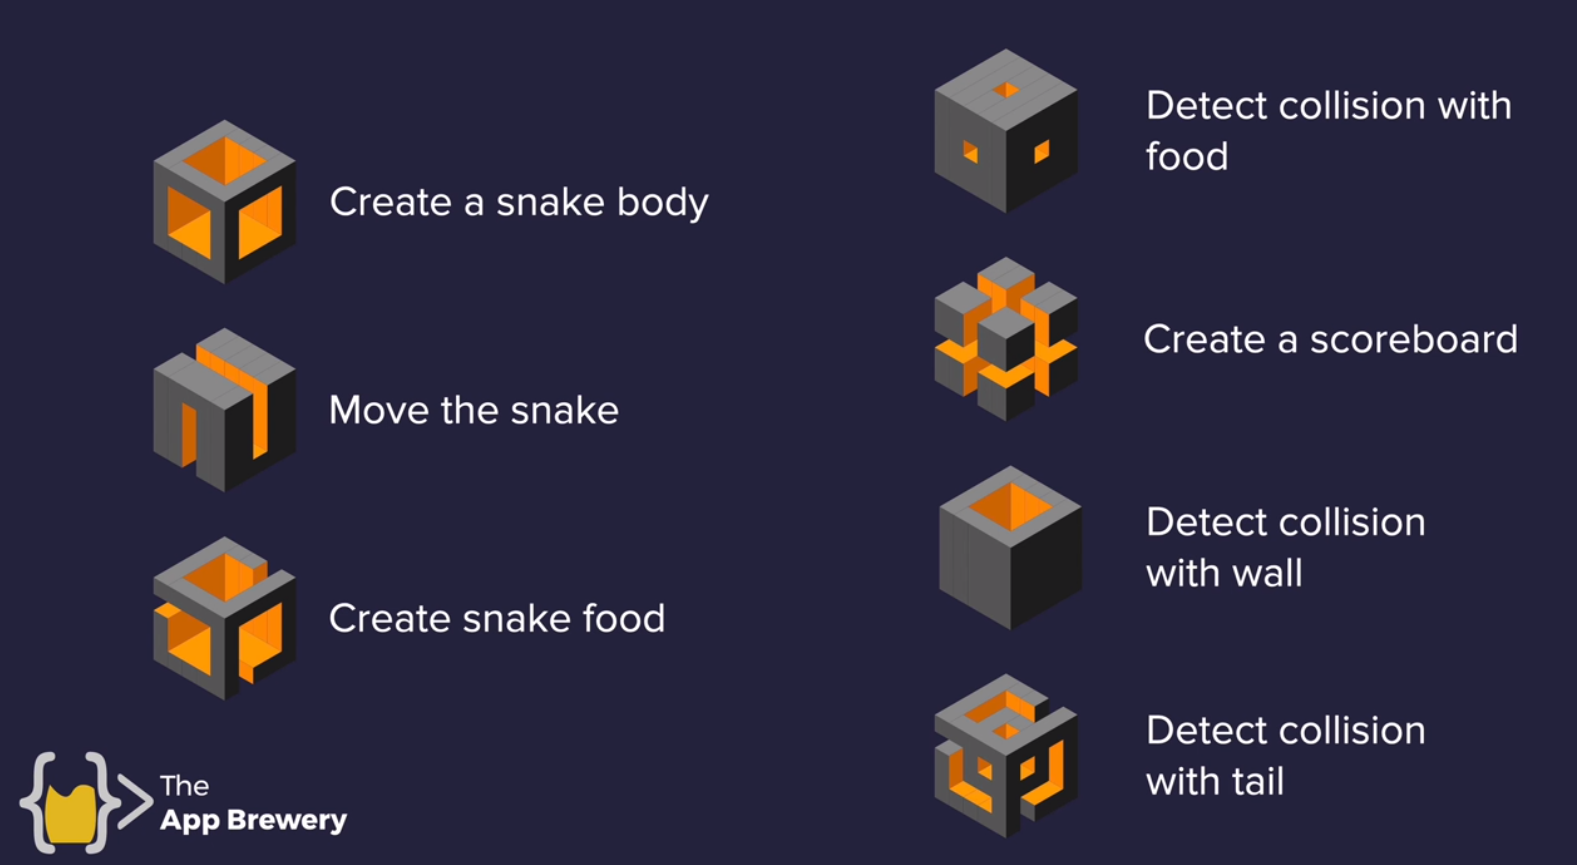 Create a snake body
Move the snake
Create snake food
Detect collision with
food
Create a scoreboard
Detect collision
with wall
Detect collision
with tail
The
App Brewery